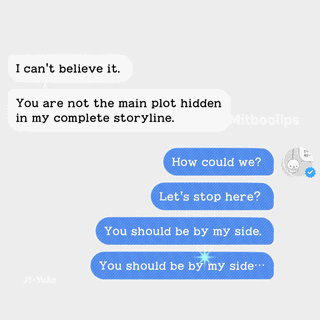 I can't believe it.
You are not the main plot hidden
in my complete storyline.
Mitboolips
How could we?
Let's stop here?
You should be by my side.
You should be by my side…